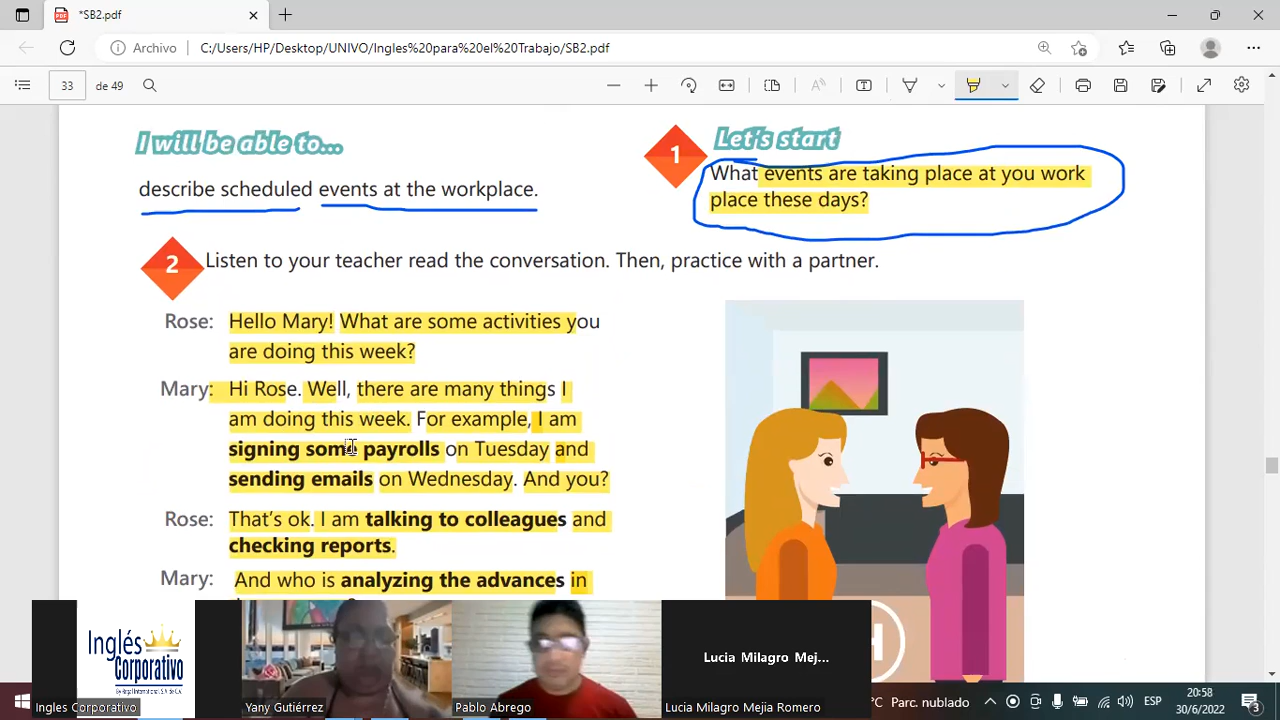 *SB2.pdf
Archivo
C:/Users/HP/Desktop/UNIVO/Ingles%20para%20el%20Trabajo/SB2.pdf
33
de 49
I will be able to...
describe scheduled events at the workplace.
1
Let's start
What events are taking place at you work
place these days?
2
Listen to your teacher read the conversation. Then, practice with a partner.
Rose: Hello Mary! What are some activities you
are doing this week?
Mary: Hi Rose. Well, there are many things I
am doing this week. For example, I am
signing some payrolls on Tuesday and
sending emails on Wednesday. And you?
Rose: That's ok. I am talking to colleagues and
checking reports.
Mary: And who is analyzing the advances in
Inglés
Corporativo
Ingles Corporativo
Yany Gutiérrez
Pablo Abrego
Lucia Milagro Mej...
Lucia Milagro Mejia Romero
°C Parc. nublado
ESP
20:58
30/6/2022
3